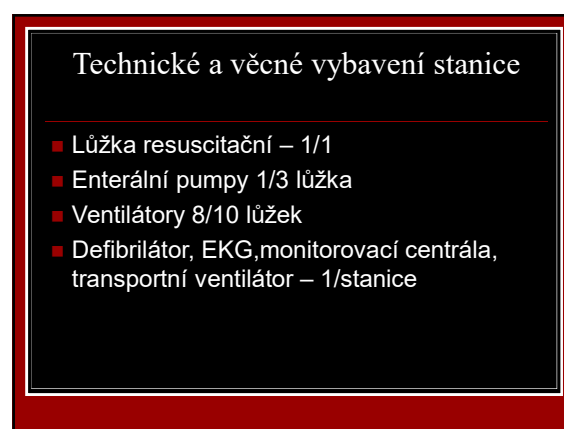 Technické a věcné vybavení stanice
Lůžka resuscitační – 1/1
Enterální pumpy 1/3 lůžka
Ventilátory 8/10 lůžek
Defibrilátor, EKG,monitorovací centrála,
transportní ventilátor – 1/stanice